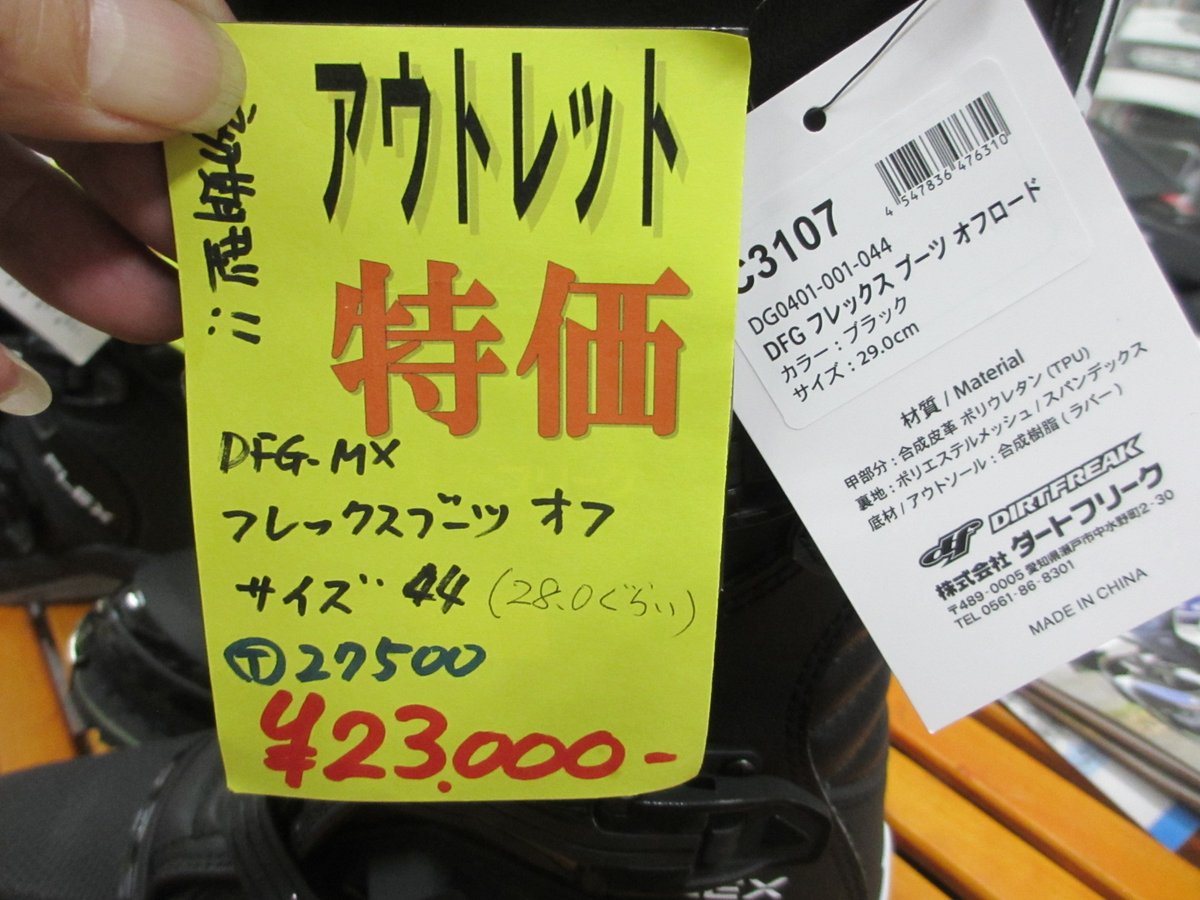 アウトレット
特価
DFG-MX
フレックスブーツ オフ
サイズ 44 (28.0ぐらい)
Ⓣ27500
¥23.000-
4 547836 476310
C3107
DG0401-001-044
DFG フレックス ブーツ オフロード
カラー : ブラック
サイズ : 29.0cm
材質 / Material
甲部分 : 合成皮革 ポリウレタン (TPU)
裏地 : ポリエステルメッシュ / スパンデックス
底材 / アウトソール : 合成樹脂 ( ラバー )
DIRTFREAK
株式会社 ダートフリーク
〒489-0005 愛知県瀬戸市中水野町2-30
TEL 0561-86-8301
MADE IN CHINA